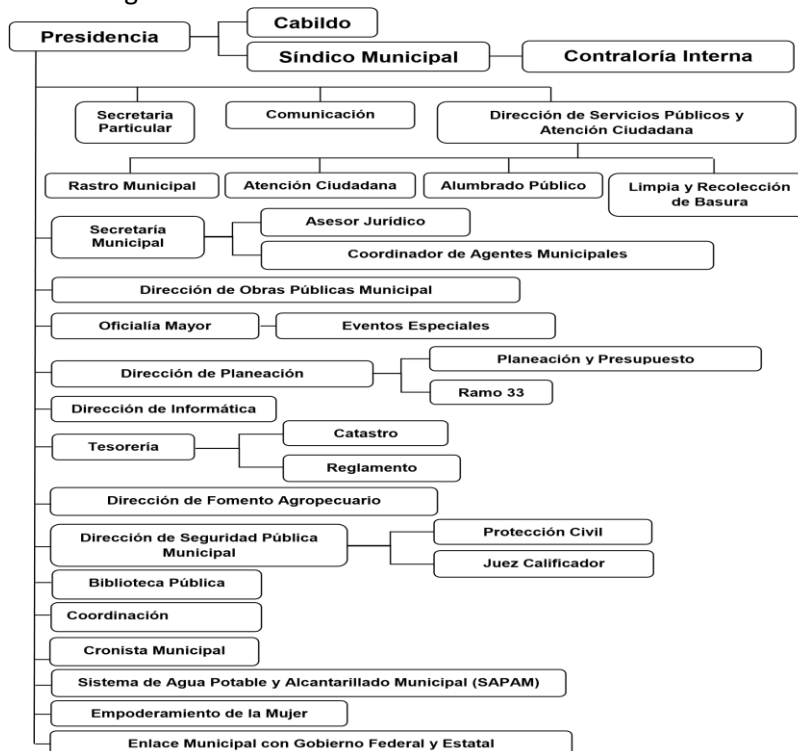 Cabildo
Presidencia
Síndico Municipal
Contraloría Interna
Secretaria
Particular
Comunicación
Dirección de Servicios Públicos y
Atención Ciudadana
Rastro Municipal
Atención Ciudadana
Alumbrado Público
Limpia y Recolección
de Basura
Secretaría
Municipal
Asesor Jurídico
Coordinador de Agentes Municipales
Dirección de Obras Públicas Municipal
Oficialía Mayor
Eventos Especiales
Dirección de Planeación
Planeación y Presupuesto
Ramo 33
Dirección de Informática
Tesorería
Catastro
Reglamento
Dirección de Fomento Agropecuario
Dirección de Seguridad Pública
Municipal
Protección Civil
Juez Calificador
Biblioteca Pública
Coordinación
Cronista Municipal
Sistema de Agua Potable y Alcantarillado Municipal (SAPAM)
Empoderamiento de la Mujer
Enlace Municipal con Gobierno Federal y Estatal